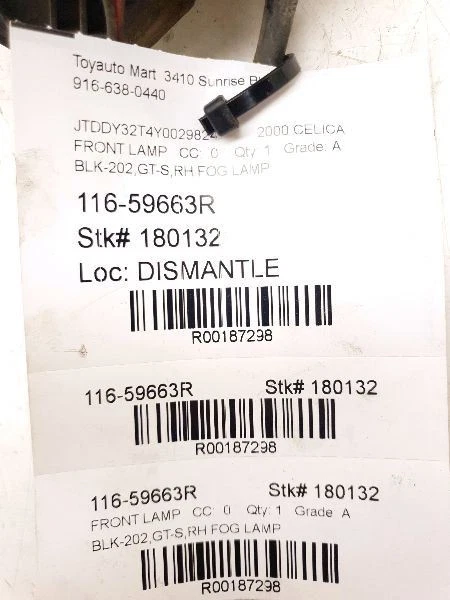 Toyauto Mart 3410 Sunrise
916-638-0440
2000 CELICA
FRONT LAMP CC: 0 Qty: 1 Grade: A
BLK-202,GT-S,RH FOG LAMP
116-59663R
Stk# 180132
Loc: DISMANTLE
R00187298
116-59663R Stk# 180132
R00187298
116-59663R Stk# 180132
FRONT LAMP CC: 0 Qty: 1 Grade: A
BLK-202,GT-S,RH FOG LAMP
R00187298